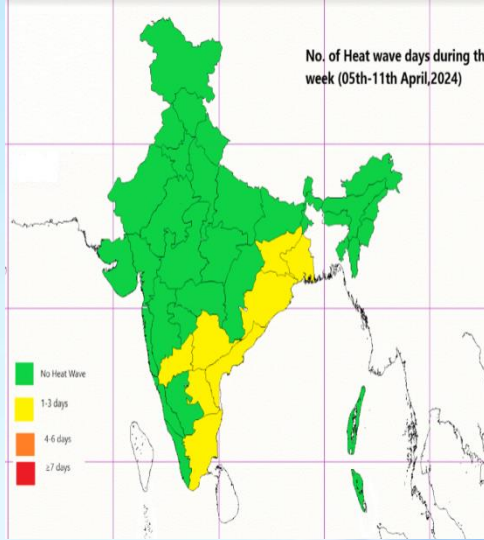 No. of Heat wave days during th
week (05th-11th April,2024)
No Heat Wave
1-3 days
4-6 days
≥7 days